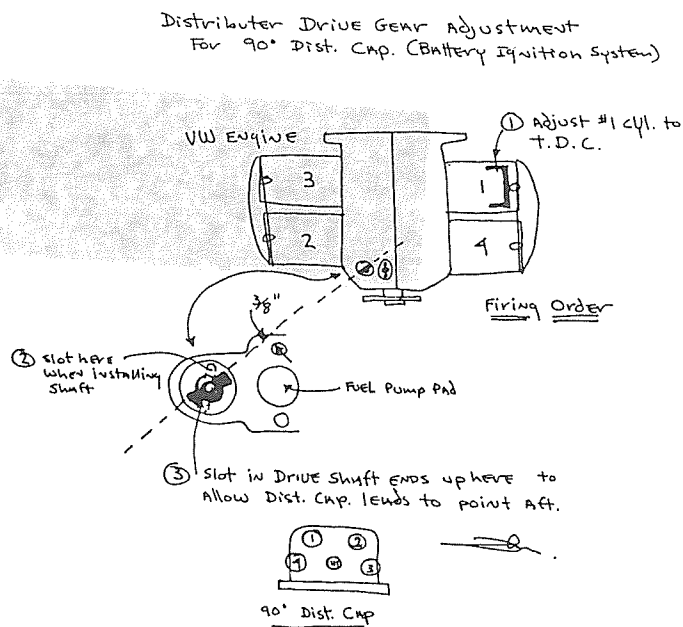 Distributer Drive Gear Adjustment
For 90° Dist. Cap. (Battery Ignition System)
① Adjust #1 cyl. to
T.D.C.
VW Engine
3
1
2
4
Firing Order
3/8"
② Slot here
when installing
shaft
Fuel Pump Pad
③ Slot in Drive Shaft ends up here to
Allow Dist. Cap. leads to point Aft.
① ②
④ ③
90° Dist. Cap